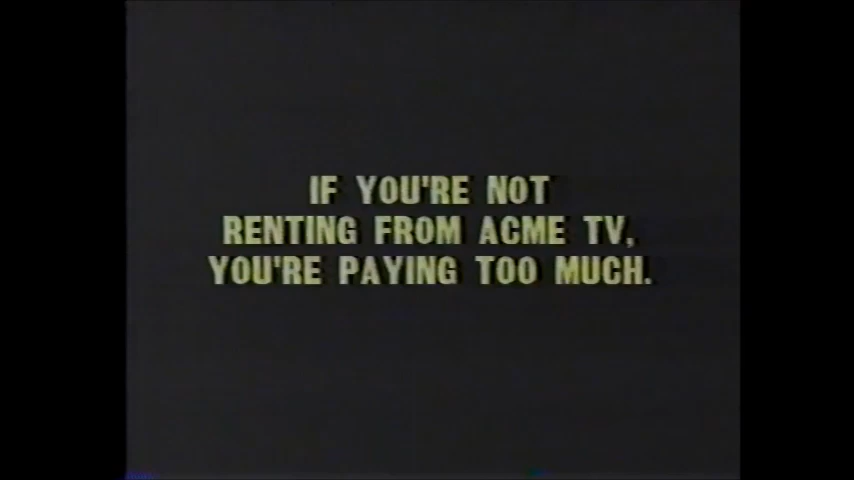 IF YOU'RE NOT
RENTING FROM ACME TV,
YOU'RE PAYING TOO MUCH.